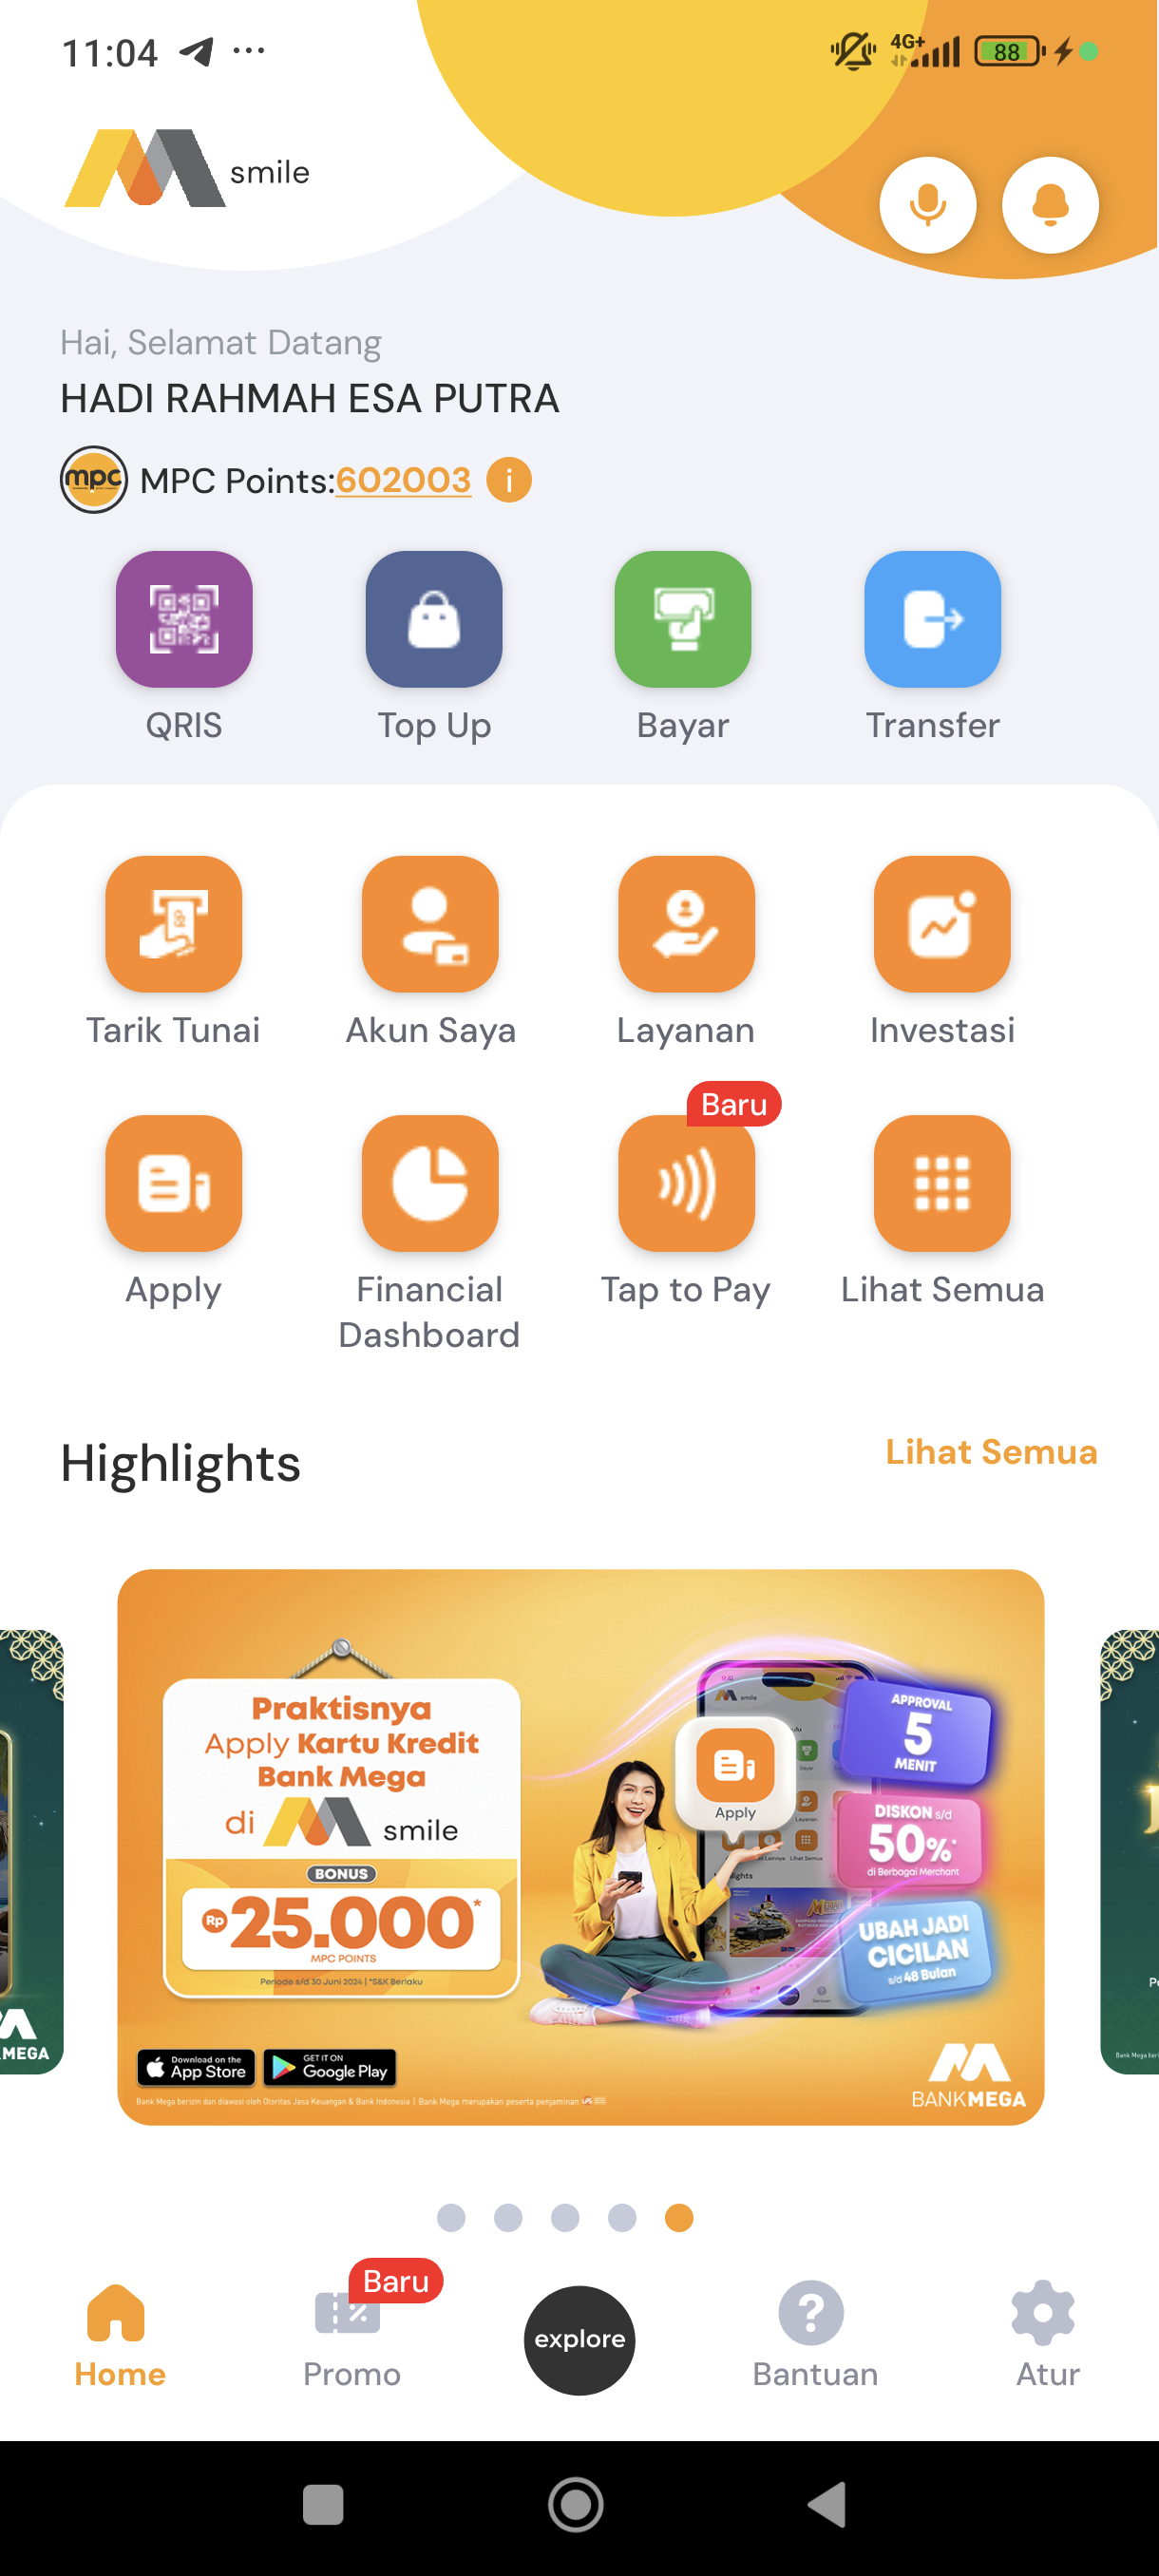 11:04
4G+
88
smile
Hai, Selamat Datang
HADI RAHMAH ESA PUTRA
mpc MPC Points:602003 i
QRIS Top Up Bayar Transfer
Tarik Tunai Akun Saya Layanan Investasi
Baru
Apply Financial Dashboard Tap to Pay Lihat Semua
Highlights Lihat Semua
Praktisnya
Apply Kartu Kredit
Bank Mega
di smile
BONUS
Rp 25.000*
MPC POINTS
Periode s/d 30 Juni 2024 | *S&K Berlaku
Apply
APPROVAL
5
MENIT
DISKON s/d
50%*
di Berbagai Merchant
UBAH JADI
CICILAN
s/d 48 Bulan
Download on the
App Store
GET IT ON
Google Play
Bank Mega berizin dan diawasi oleh Otoritas Jasa Keuangan & Bank Indonesia | Bank Mega merupakan peserta penjaminan
BANKMEGA
MEGA
Baru
Home Promo explore Bantuan Atur